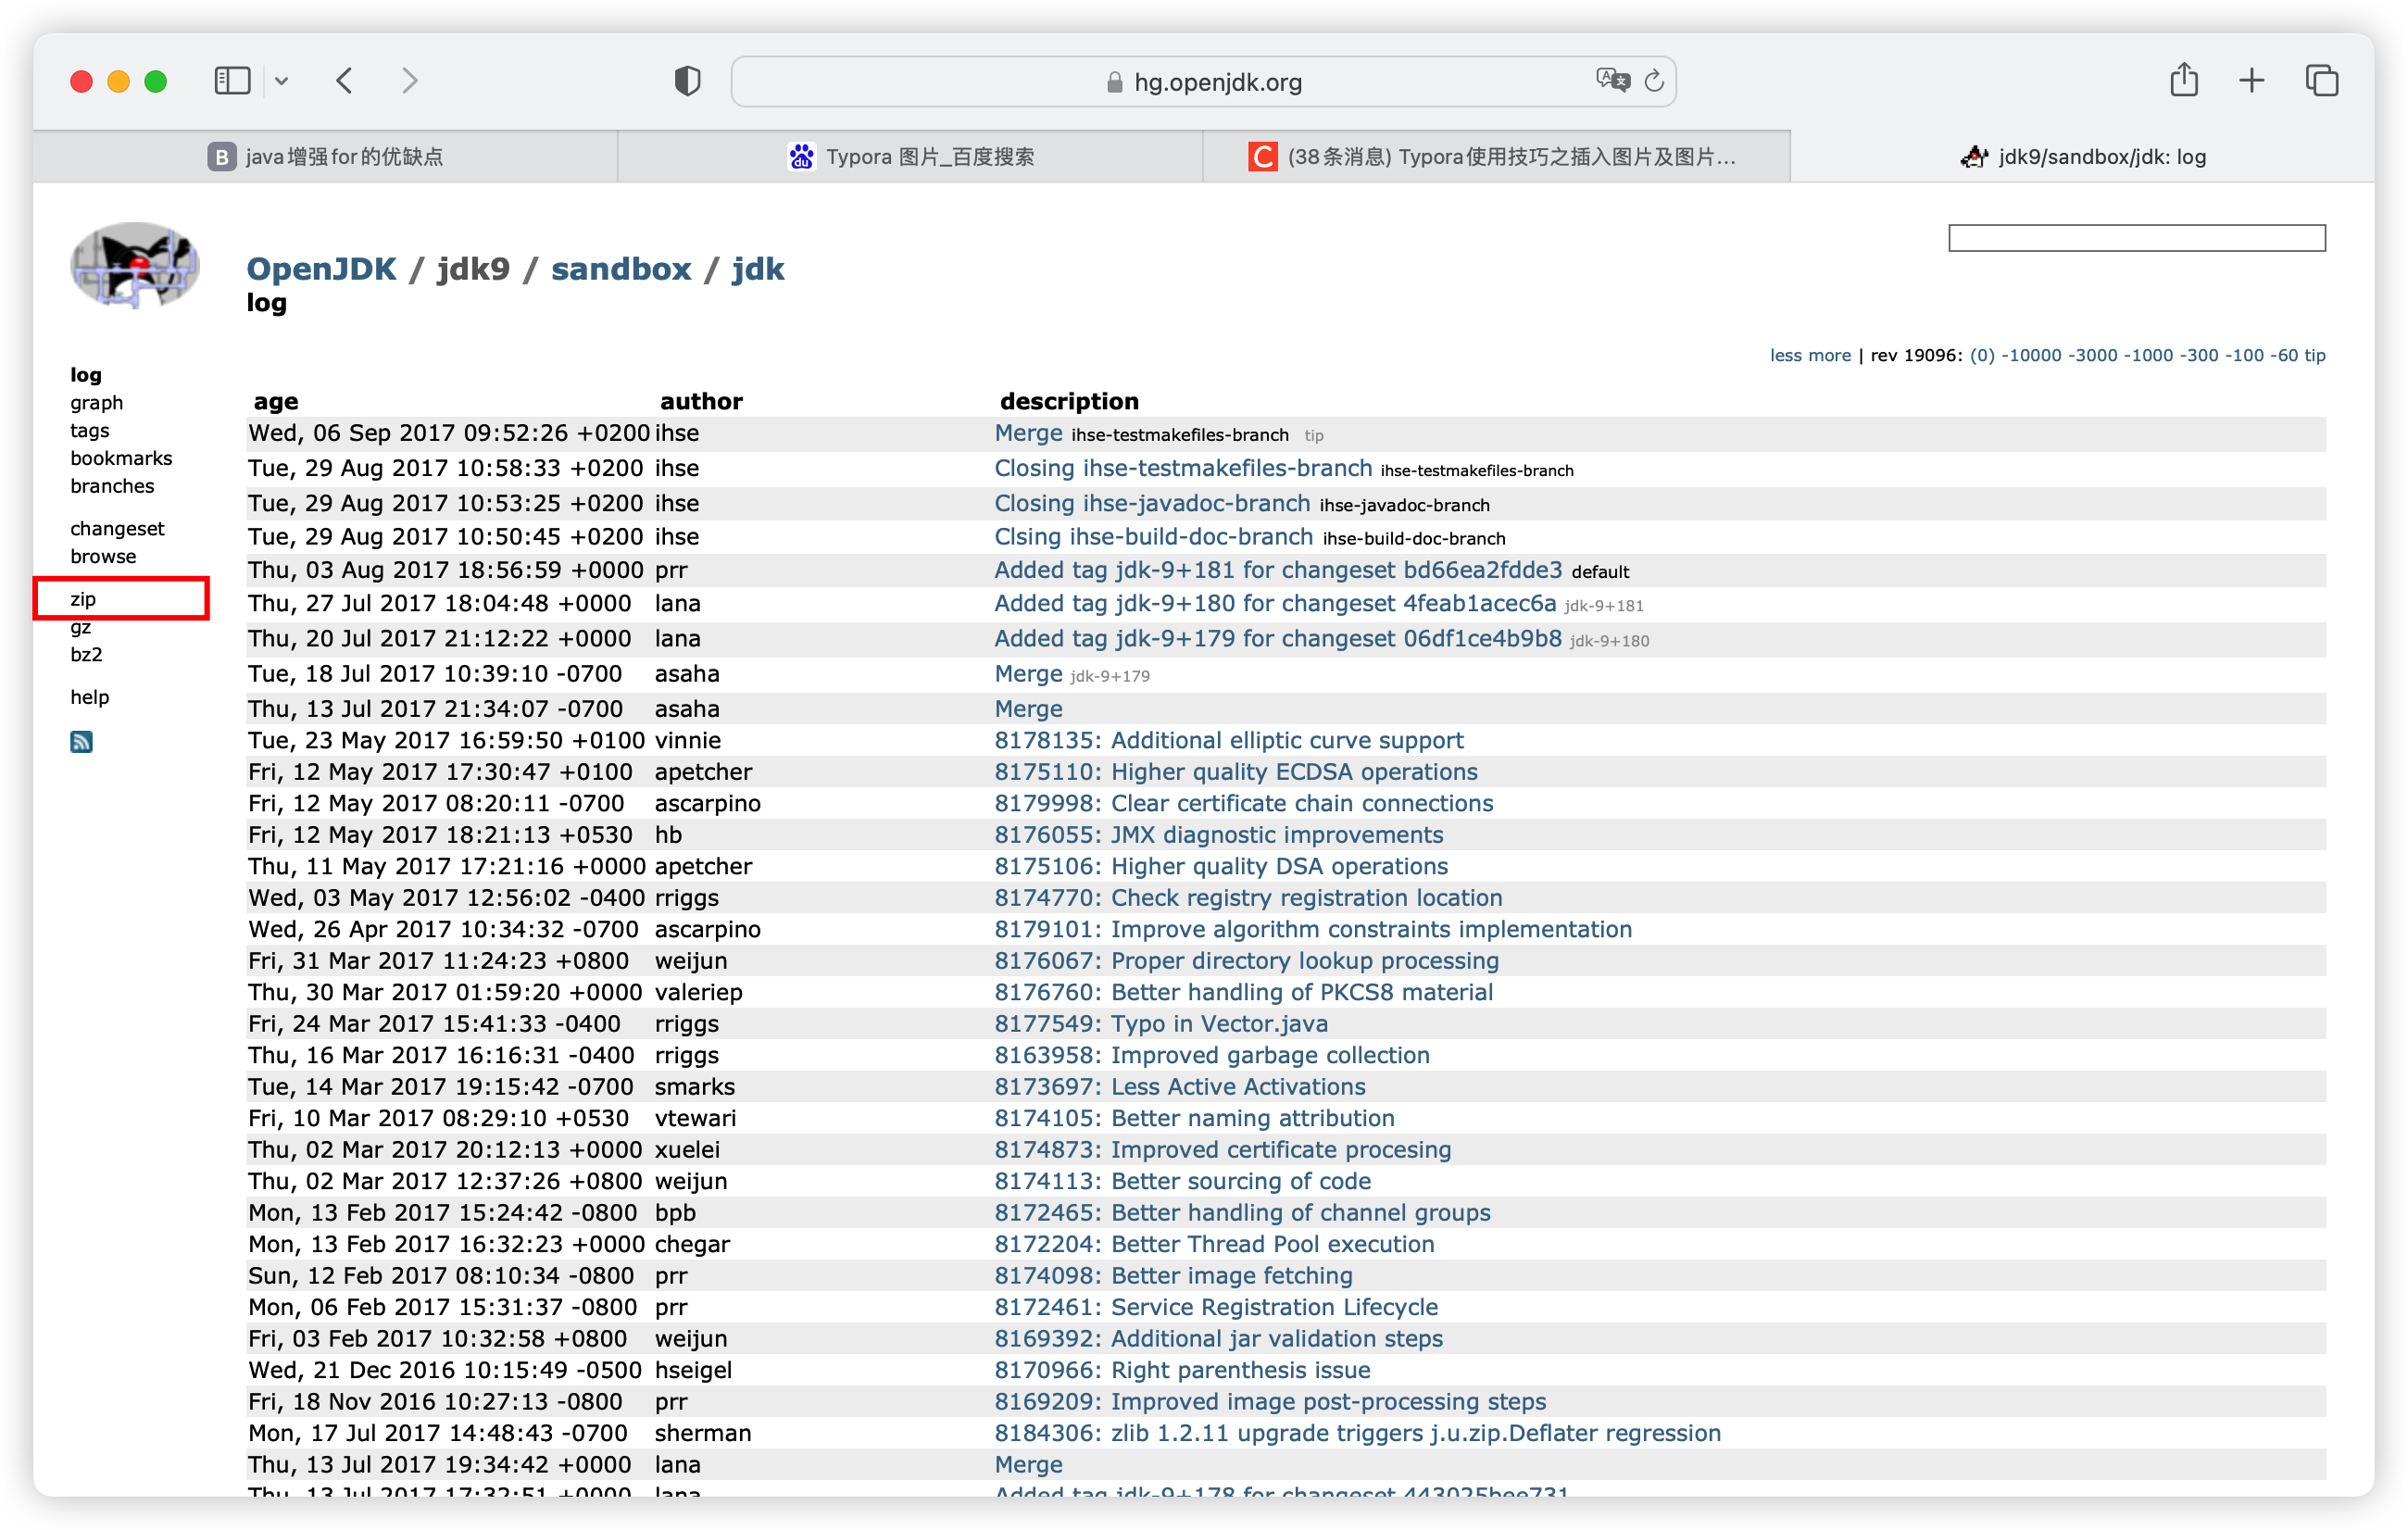 hg.openjdk.org
B java增强for的优缺点
du Typora 图片_百度搜索
C (38条消息) Typora使用技巧之插入图片及图片...
jdk9/sandbox/jdk: log
OpenJDK / jdk9 / sandbox / jdk
log
less more | rev 19096: (0) -10000 -3000 -1000 -300 -100 -60 tip
log
graph
tags
bookmarks
branches
changeset
browse
zip
gz
bz2
help
age author description
Wed, 06 Sep 2017 09:52:26 +0200 ihse Merge ihse-testmakefiles-branch tip
Tue, 29 Aug 2017 10:58:33 +0200 ihse Closing ihse-testmakefiles-branch ihse-testmakefiles-branch
Tue, 29 Aug 2017 10:53:25 +0200 ihse Closing ihse-javadoc-branch ihse-javadoc-branch
Tue, 29 Aug 2017 10:50:45 +0200 ihse Clsing ihse-build-doc-branch ihse-build-doc-branch
Thu, 03 Aug 2017 18:56:59 +0000 prr Added tag jdk-9+181 for changeset bd66ea2fdde3 default
Thu, 27 Jul 2017 18:04:48 +0000 lana Added tag jdk-9+180 for changeset 4feab1acec6a jdk-9+181
Thu, 20 Jul 2017 21:12:22 +0000 lana Added tag jdk-9+179 for changeset 06df1ce4b9b8 jdk-9+180
Tue, 18 Jul 2017 10:39:10 -0700 asaha Merge jdk-9+179
Thu, 13 Jul 2017 21:34:07 -0700 asaha Merge
Tue, 23 May 2017 16:59:50 +0100 vinnie 8178135: Additional elliptic curve support
Fri, 12 May 2017 17:30:47 +0100 apetcher 8175110: Higher quality ECDSA operations
Fri, 12 May 2017 08:20:11 -0700 ascarpino 8179998: Clear certificate chain connections
Fri, 12 May 2017 18:21:13 +0530 hb 8176055: JMX diagnostic improvements
Thu, 11 May 2017 17:21:16 +0000 apetcher 8175106: Higher quality DSA operations
Wed, 03 May 2017 12:56:02 -0400 rriggs 8174770: Check registry registration location
Wed, 26 Apr 2017 10:34:32 -0700 ascarpino 8179101: Improve algorithm constraints implementation
Fri, 31 Mar 2017 11:24:23 +0800 weijun 8176067: Proper directory lookup processing
Thu, 30 Mar 2017 01:59:20 +0000 valeriep 8176760: Better handling of PKCS8 material
Fri, 24 Mar 2017 15:41:33 -0400 rriggs 8177549: Typo in Vector.java
Thu, 16 Mar 2017 16:16:31 -0400 rriggs 8163958: Improved garbage collection
Tue, 14 Mar 2017 19:15:42 -0700 smarks 8173697: Less Active Activations
Fri, 10 Mar 2017 08:29:10 +0530 vtewari 8174105: Better naming attribution
Thu, 02 Mar 2017 20:12:13 +0000 xuelei 8174873: Improved certificate procesing
Thu, 02 Mar 2017 12:37:26 +0800 weijun 8174113: Better sourcing of code
Mon, 13 Feb 2017 15:24:42 -0800 bpb 8172465: Better handling of channel groups
Mon, 13 Feb 2017 16:32:23 +0000 chegar 8172204: Better Thread Pool execution
Sun, 12 Feb 2017 08:10:34 -0800 prr 8174098: Better image fetching
Mon, 06 Feb 2017 15:31:37 -0800 prr 8172461: Service Registration Lifecycle
Fri, 03 Feb 2017 10:32:58 +0800 weijun 8169392: Additional jar validation steps
Wed, 21 Dec 2016 10:15:49 -0500 hseigel 8170966: Right parenthesis issue
Fri, 18 Nov 2016 10:27:13 -0800 prr 8169209: Improved image post-processing steps
Mon, 17 Jul 2017 14:48:43 -0700 sherman 8184306: zlib 1.2.11 upgrade triggers j.u.zip.Deflater regression
Thu, 13 Jul 2017 19:34:42 +0000 lana Merge
Thu, 13 Jul 2017 17:32:51 +0000 lana Added tag jdk-9+178 for changeset 443025bee731